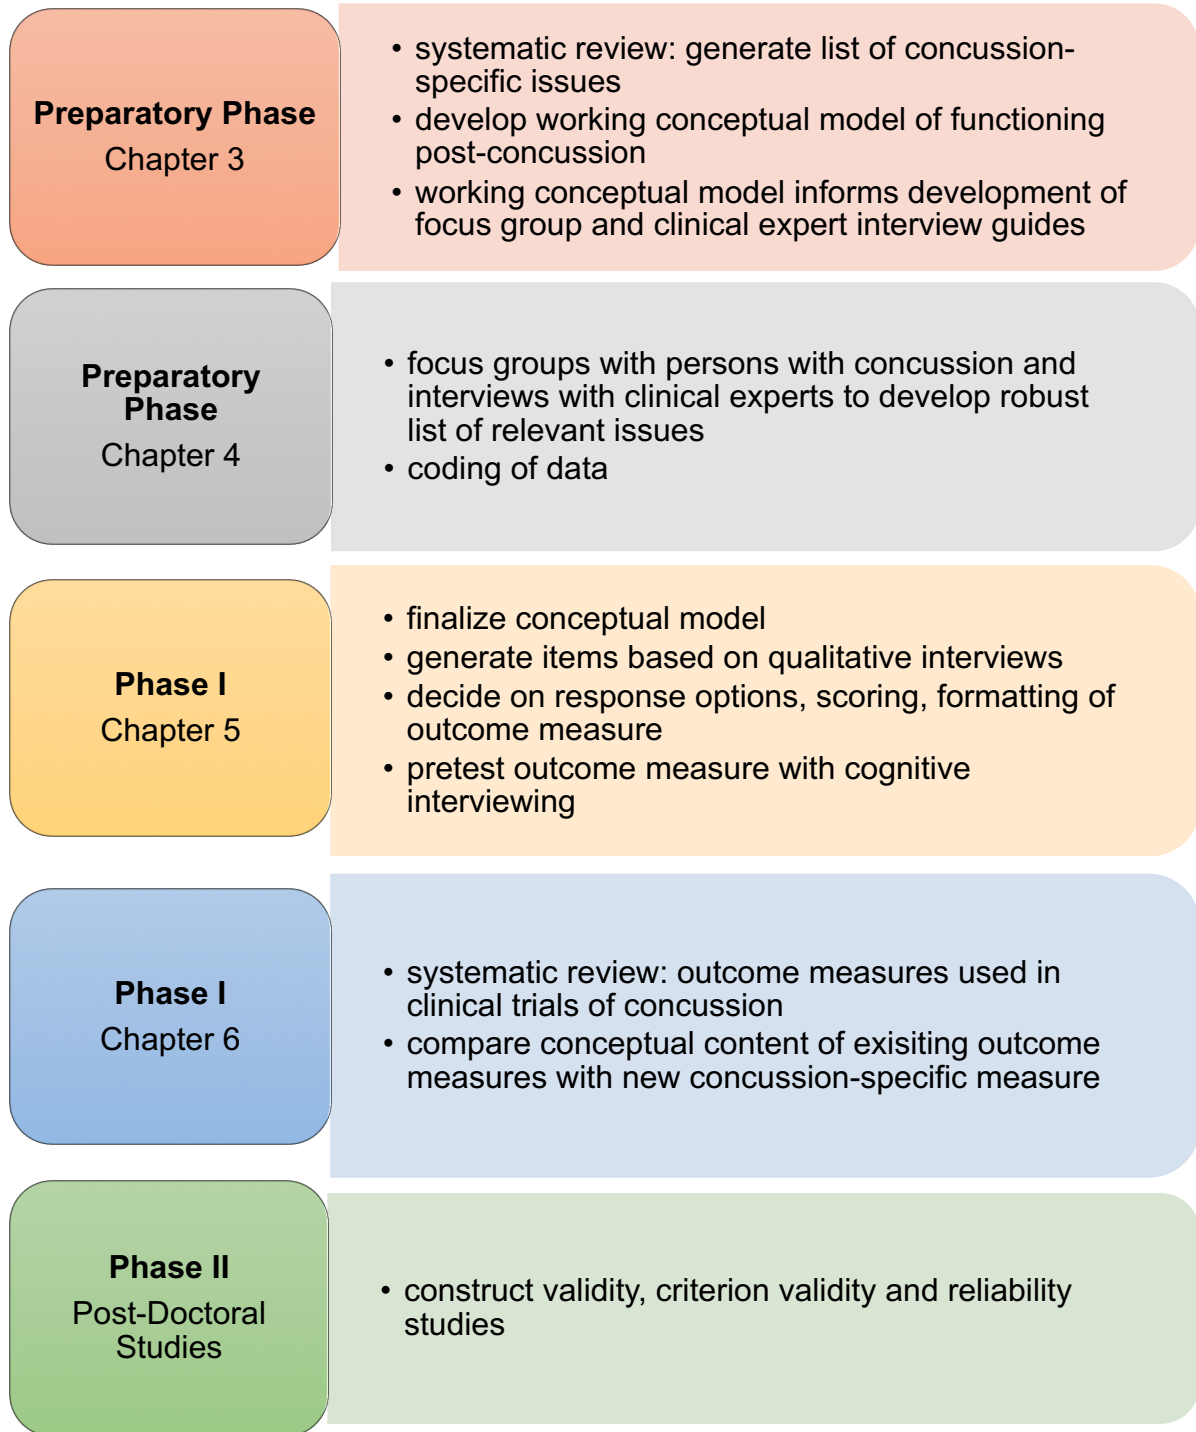 Preparatory Phase
Chapter 3
• systematic review: generate list of concussion-
specific issues
• develop working conceptual model of functioning
post-concussion
• working conceptual model informs development of
focus group and clinical expert interview guides
Preparatory
Phase
Chapter 4
• focus groups with persons with concussion and
interviews with clinical experts to develop robust
list of relevant issues
• coding of data
Phase I
Chapter 5
• finalize conceptual model
• generate items based on qualitative interviews
• decide on response options, scoring, formatting of
outcome measure
• pretest outcome measure with cognitive
interviewing
Phase I
Chapter 6
• systematic review: outcome measures used in
clinical trials of concussion
• compare conceptual content of exisiting outcome
measures with new concussion-specific measure
Phase II
Post-Doctoral
Studies
• construct validity, criterion validity and reliability
studies